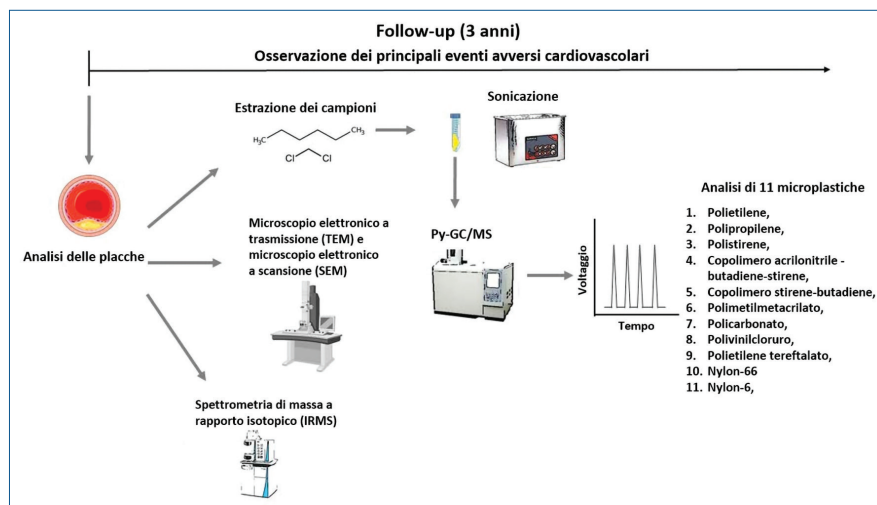 Follow-up (3 anni)
Osservazione dei principali eventi avversi cardiovascolari
Estrazione dei campioni
H₃C
CH₃
Cl
Cl
Sonicazione
Analisi delle placche
Microscopio elettronico a
trasmissione (TEM) e
microscopio elettronico
a scansione (SEM)
Py-GC/MS
Voltaggio
Tempo
Analisi di 11 microplastiche
1. Polietilene,
2. Polipropilene,
3. Polistirene,
4. Copolimero acrilonitrile -
butadiene-stirene,
5. Copolimero stirene-butadiene,
6. Polimetilmetacrilato,
7. Policarbonato,
8. Polivinilcloruro,
9. Polietilene tereftalato,
10. Nylon-66
11. Nylon-6,
Spettrometria di massa a
rapporto isotopico (IRMS)